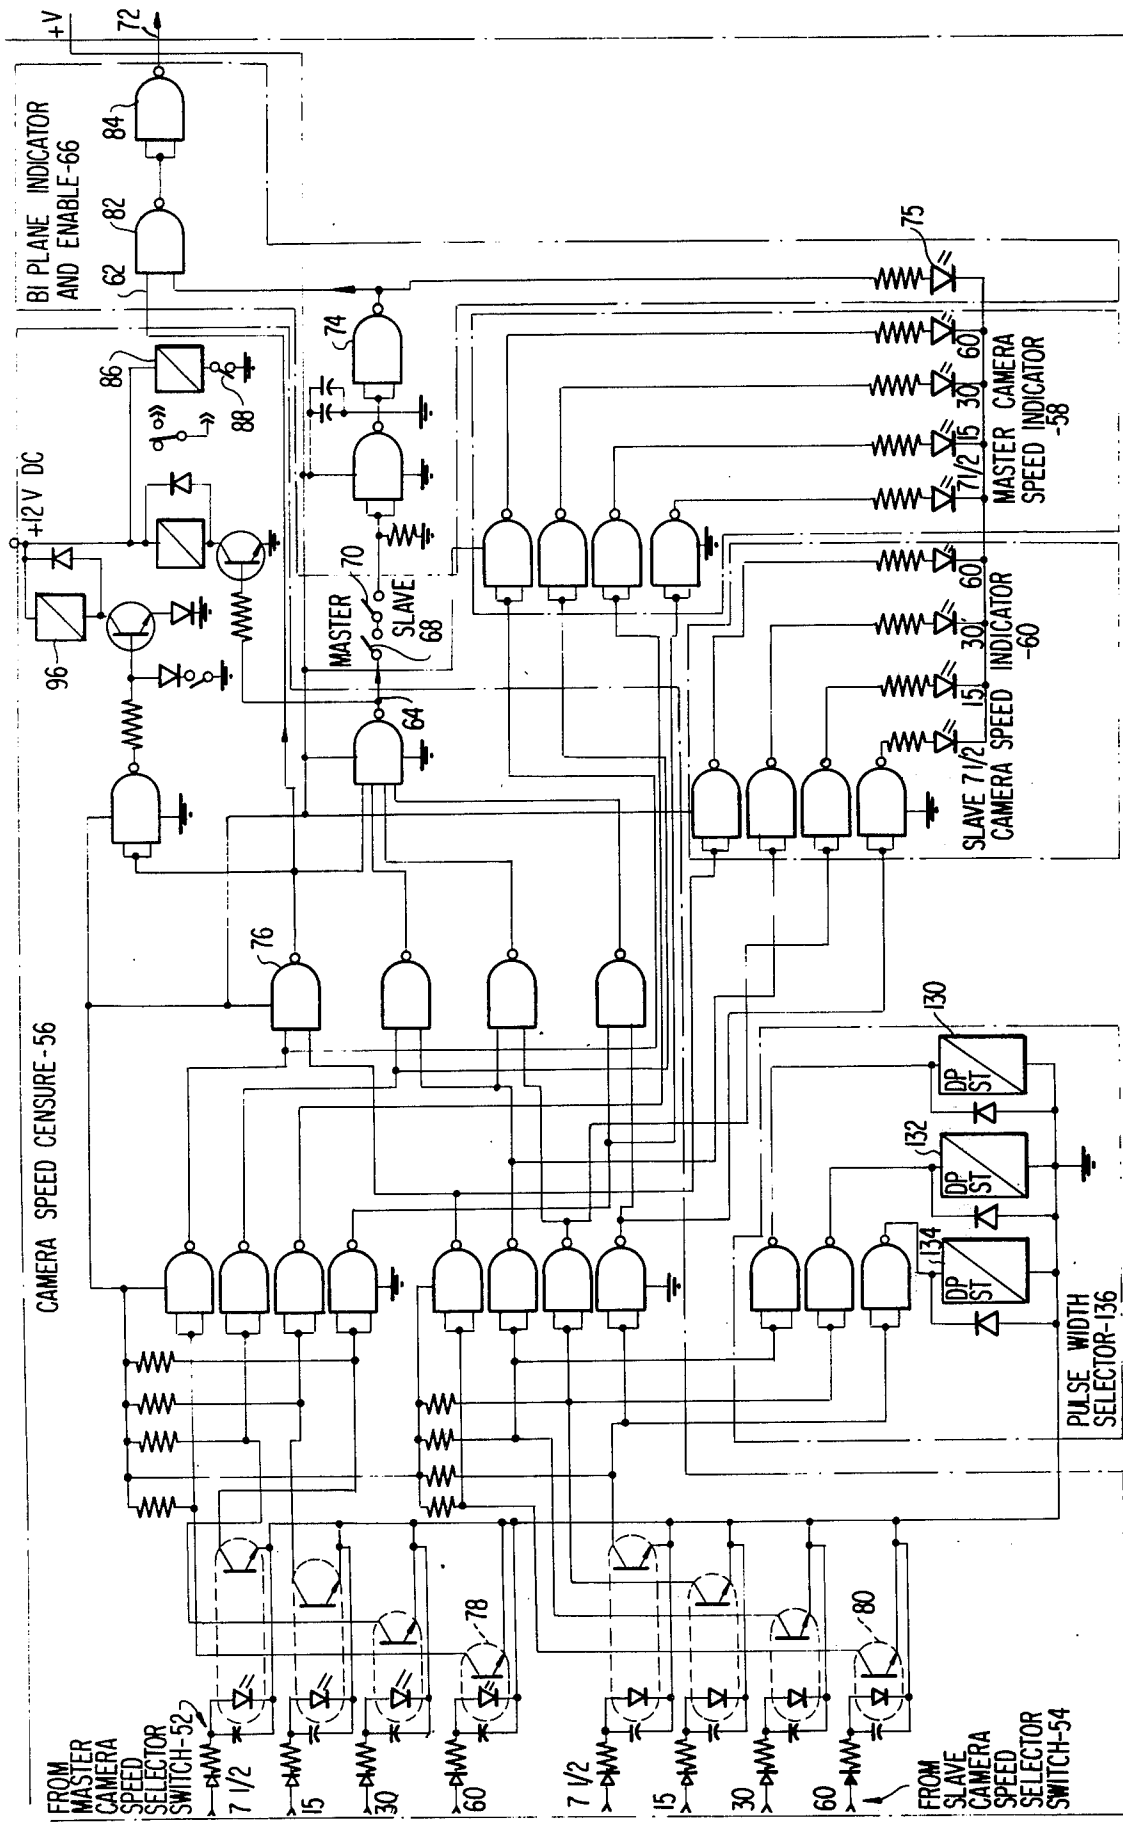 FROM
MASTER
CAMERA
SPEED
SELECTOR
SWITCH-52
7 1/2
15
30
60
78
7 1/2
15
30
60
80
FROM
SLAVE
CAMERA
SPEED
SELECTOR
SWITCH-54
CAMERA SPEED CENSURE-56
76
96
+12V DC
86
88
64
MASTER
68
70
SLAVE
74
BI PLANE INDICATOR
AND ENABLE-66
62
82
84
72
+V
75
SLAVE 7 1/2 15 30 60
CAMERA SPEED INDICATOR
-60
7 1/2 15 30 60
MASTER CAMERA
SPEED INDICATOR
-58
DP
ST
134
DP
ST
132
DP
ST
130
PULSE WIDTH
SELECTOR-136